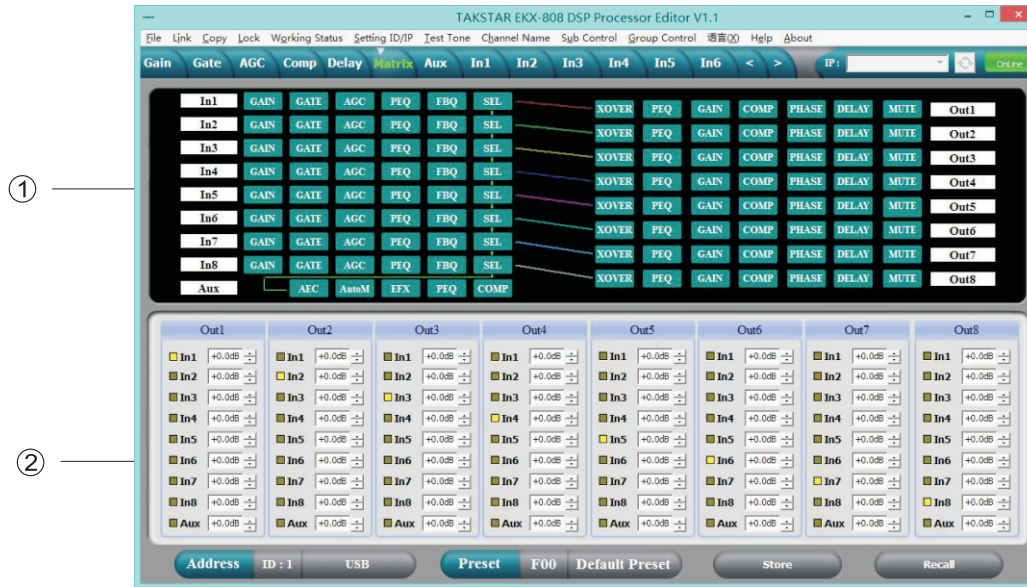 TAKSTAR EKX-808 DSP Processor Editor V1.1
File Link Copy Lock Working Status Setting ID/IP Test Tone Channel Name Sub Control Group Control 语言(X) Help About
Gain Gate AGC Comp Delay Matrix Aux In1 In2 In3 In4 In5 In6 < > IP: OnLine
In1 GAIN GATE AGC PEQ FBQ SEL XOVER PEQ GAIN COMP PHASE DELAY MUTE Out1
In2 GAIN GATE AGC PEQ FBQ SEL XOVER PEQ GAIN COMP PHASE DELAY MUTE Out2
In3 GAIN GATE AGC PEQ FBQ SEL XOVER PEQ GAIN COMP PHASE DELAY MUTE Out3
① In4 GAIN GATE AGC PEQ FBQ SEL XOVER PEQ GAIN COMP PHASE DELAY MUTE Out4
In5 GAIN GATE AGC PEQ FBQ SEL XOVER PEQ GAIN COMP PHASE DELAY MUTE Out5
In6 GAIN GATE AGC PEQ FBQ SEL XOVER PEQ GAIN COMP PHASE DELAY MUTE Out6
In7 GAIN GATE AGC PEQ FBQ SEL XOVER PEQ GAIN COMP PHASE DELAY MUTE Out7
In8 GAIN GATE AGC PEQ FBQ SEL XOVER PEQ GAIN COMP PHASE DELAY MUTE Out8
Aux AEC AutoM EFX PEQ COMP
Out1 Out2 Out3 Out4 Out5 Out6 Out7 Out8
In1 +0.0dB In1 +0.0dB In1 +0.0dB In1 +0.0dB In1 +0.0dB In1 +0.0dB In1 +0.0dB In1 +0.0dB
In2 +0.0dB In2 +0.0dB In2 +0.0dB In2 +0.0dB In2 +0.0dB In2 +0.0dB In2 +0.0dB In2 +0.0dB
In3 +0.0dB In3 +0.0dB In3 +0.0dB In3 +0.0dB In3 +0.0dB In3 +0.0dB In3 +0.0dB In3 +0.0dB
In4 +0.0dB In4 +0.0dB In4 +0.0dB In4 +0.0dB In4 +0.0dB In4 +0.0dB In4 +0.0dB In4 +0.0dB
In5 +0.0dB In5 +0.0dB In5 +0.0dB In5 +0.0dB In5 +0.0dB In5 +0.0dB In5 +0.0dB In5 +0.0dB
② In6 +0.0dB In6 +0.0dB In6 +0.0dB In6 +0.0dB In6 +0.0dB In6 +0.0dB In6 +0.0dB In6 +0.0dB
In7 +0.0dB In7 +0.0dB In7 +0.0dB In7 +0.0dB In7 +0.0dB In7 +0.0dB In7 +0.0dB In7 +0.0dB
In8 +0.0dB In8 +0.0dB In8 +0.0dB In8 +0.0dB In8 +0.0dB In8 +0.0dB In8 +0.0dB In8 +0.0dB
Aux +0.0dB Aux +0.0dB Aux +0.0dB Aux +0.0dB Aux +0.0dB Aux +0.0dB Aux +0.0dB Aux +0.0dB
Address ID : 1 USB Preset F00 Default Preset Store Recall